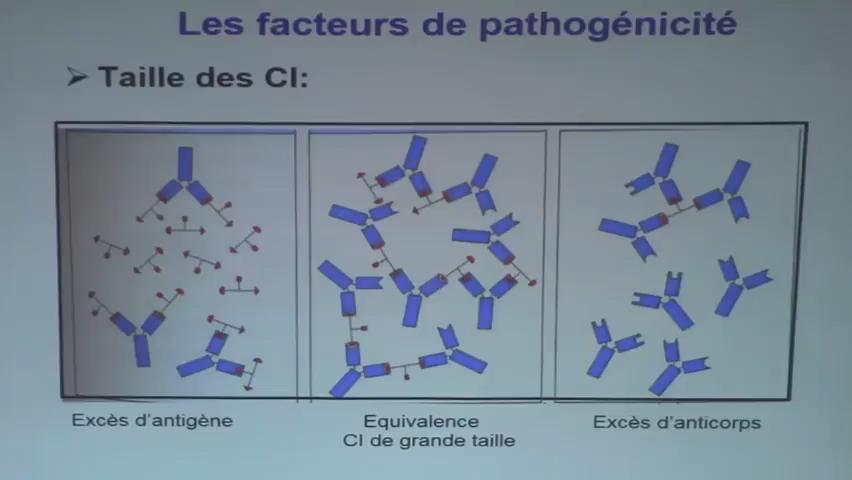 Les facteurs de pathogénicité
➢ Taille des CI:
Excès d'antigène
Equivalence
CI de grande taille
Excès d'anticorps